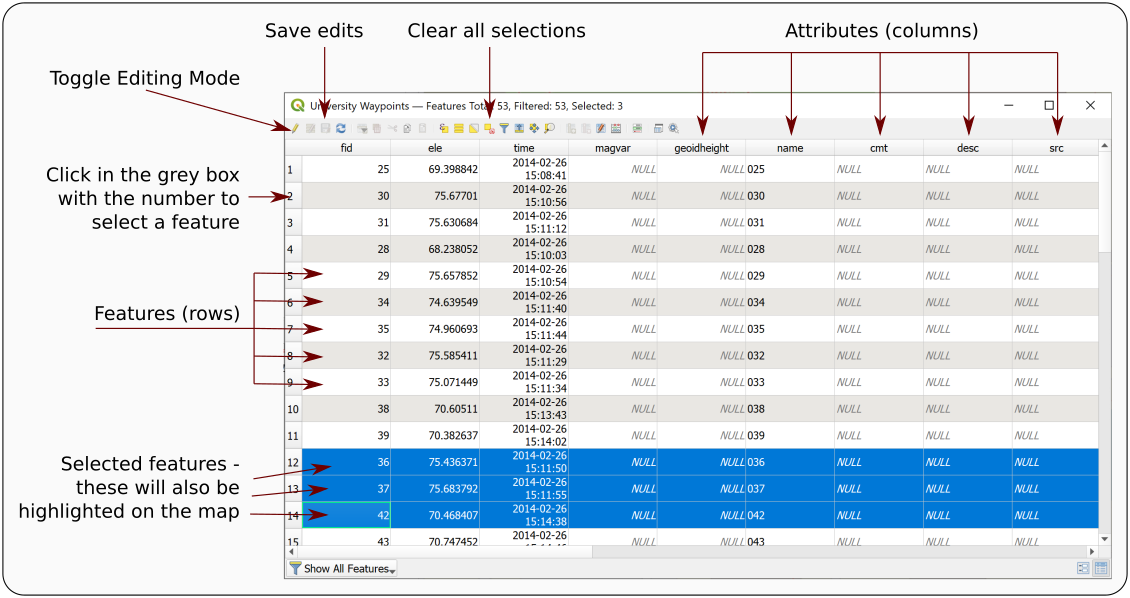 Save edits
Clear all selections
Attributes (columns)
Toggle Editing Mode
University Waypoints — Features Total: 53, Filtered: 53, Selected: 3
fid ele time magvar geoidheight name cmt desc src
1 25 69.398842 2014-02-26 15:08:41 NULL NULL 025 NULL NULL NULL
Click in the grey box
with the number to
select a feature
2 30 75.67701 2014-02-26 15:10:56 NULL NULL 030 NULL NULL NULL
3 31 75.630684 2014-02-26 15:11:12 NULL NULL 031 NULL NULL NULL
4 28 68.238052 2014-02-26 15:10:03 NULL NULL 028 NULL NULL NULL
5 29 75.657852 2014-02-26 15:10:54 NULL NULL 029 NULL NULL NULL
6 34 74.639549 2014-02-26 15:11:40 NULL NULL 034 NULL NULL NULL
Features (rows)
7 35 74.960693 2014-02-26 15:11:44 NULL NULL 035 NULL NULL NULL
8 32 75.585411 2014-02-26 15:11:29 NULL NULL 032 NULL NULL NULL
9 33 75.071449 2014-02-26 15:11:34 NULL NULL 033 NULL NULL NULL
10 38 70.60511 2014-02-26 15:13:43 NULL NULL 038 NULL NULL NULL
11 39 70.382637 2014-02-26 15:14:02 NULL NULL 039 NULL NULL NULL
Selected features -
these will also be
highlighted on the map
12 36 75.436371 2014-02-26 15:11:50 NULL NULL 036 NULL NULL NULL
13 37 75.683792 2014-02-26 15:11:55 NULL NULL 037 NULL NULL NULL
14 42 70.468407 2014-02-26 15:14:38 NULL NULL 042 NULL NULL NULL
15 43 70.747452 2014-02-26 NULL NULL 043 NULL NULL NULL
Show All Features